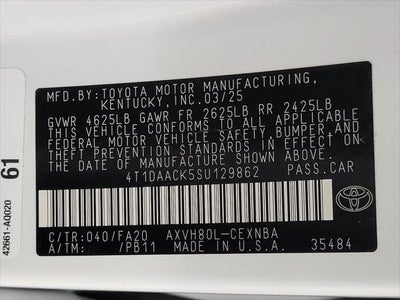 MFD.BY:TOYOTA MOTOR MANUFACTURING,
KENTUCKY,INC.03/25
GVWR 4625LB GAWR FR 2625LB RR 2425LB
THIS VEHICLE CONFORMS TO ALL APPLICABLE
FEDERAL MOTOR VEHICLE SAFETY,BUMPER,AND
THEFT PREVENTION STANDARDS IN EFFECT ON
THE DATE OF MANUFACTURE SHOWN ABOVE.
4T1DAACK5SU129862 PASS.CAR
C/TR:040/FA20 AXVH80L-CEXNBA
A/TM: /PB11 MADE IN U.S.A. 35484
TOYOTA
61
42661-A0020